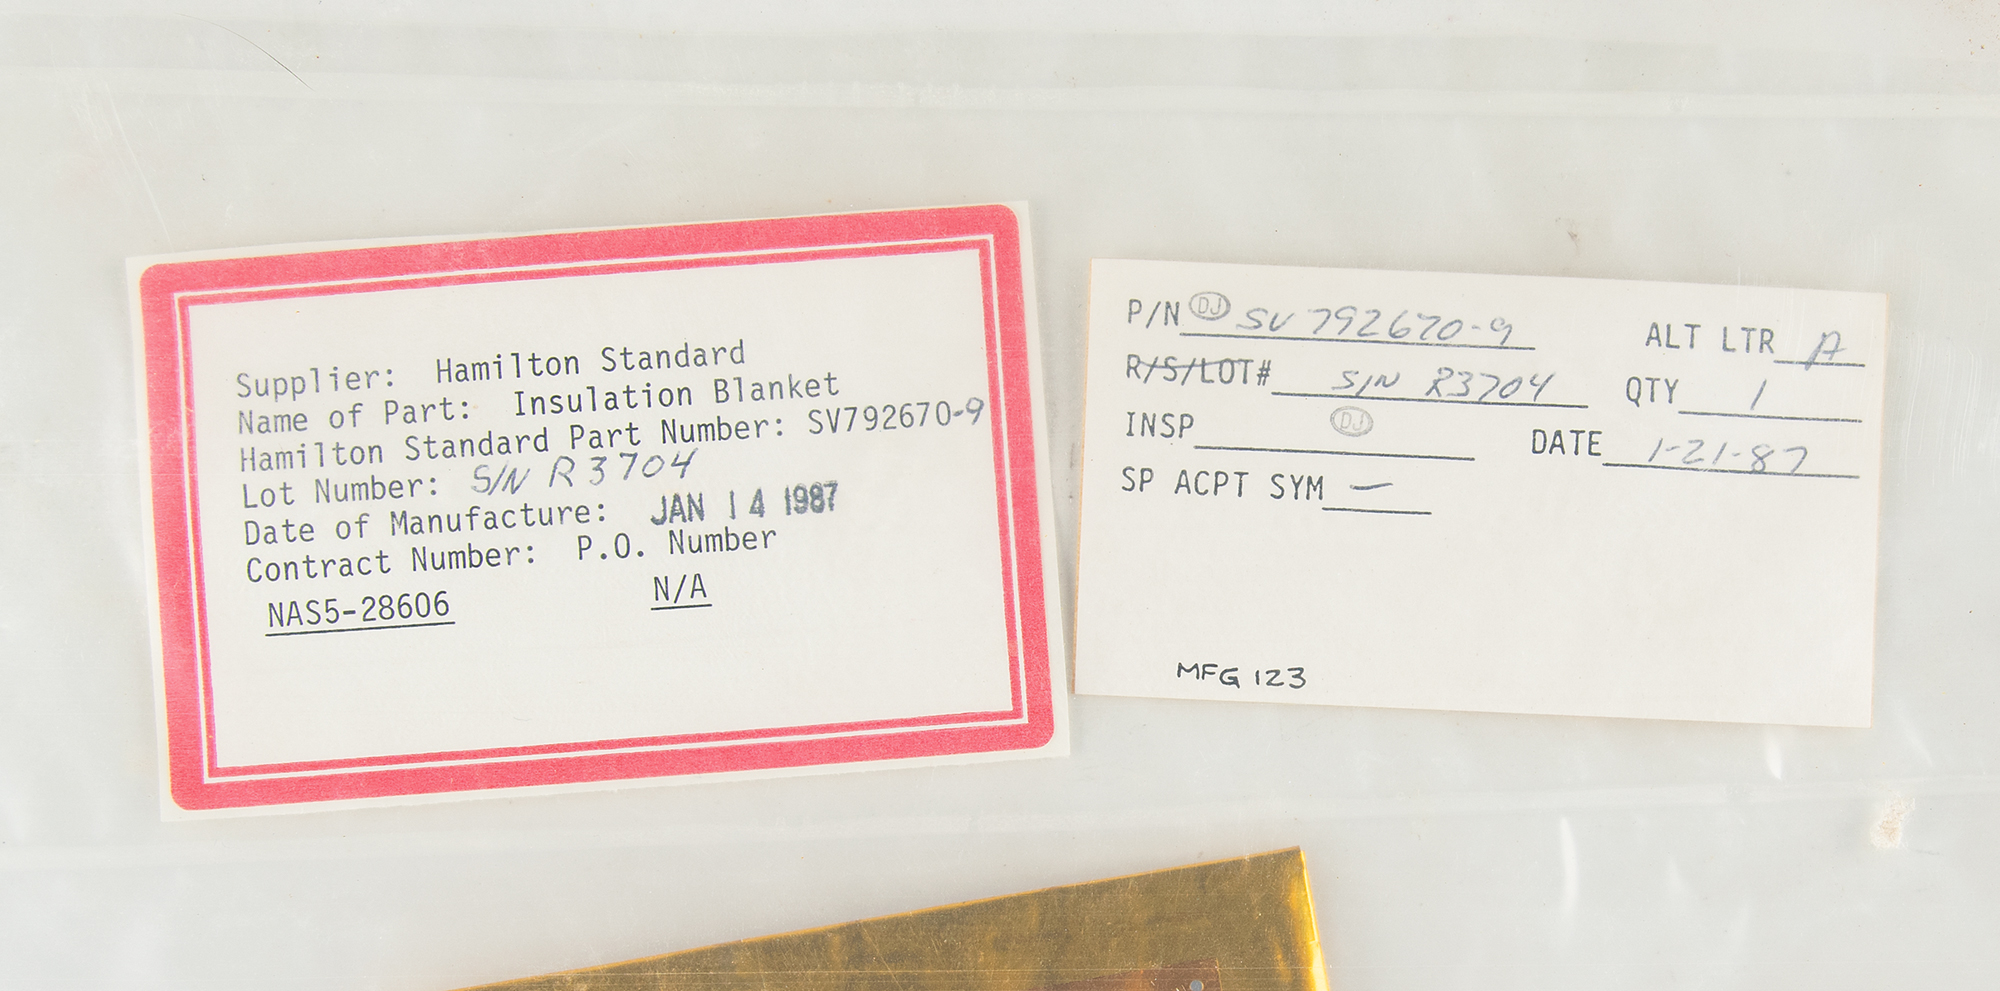 Supplier: Hamilton Standard
Name of Part: Insulation Blanket
Hamilton Standard Part Number: SV792670-9
Lot Number: S/N R3704
Date of Manufacture: JAN 14 1987
Contract Number: P.O. Number
NAS5-28606 N/A
P/N DJ SV792670-9 ALT LTR A
R/S/LOT# S/N R3704 QTY 1
INSP DJ DATE 1-21-87
SP ACPT SYM —
MFG 123